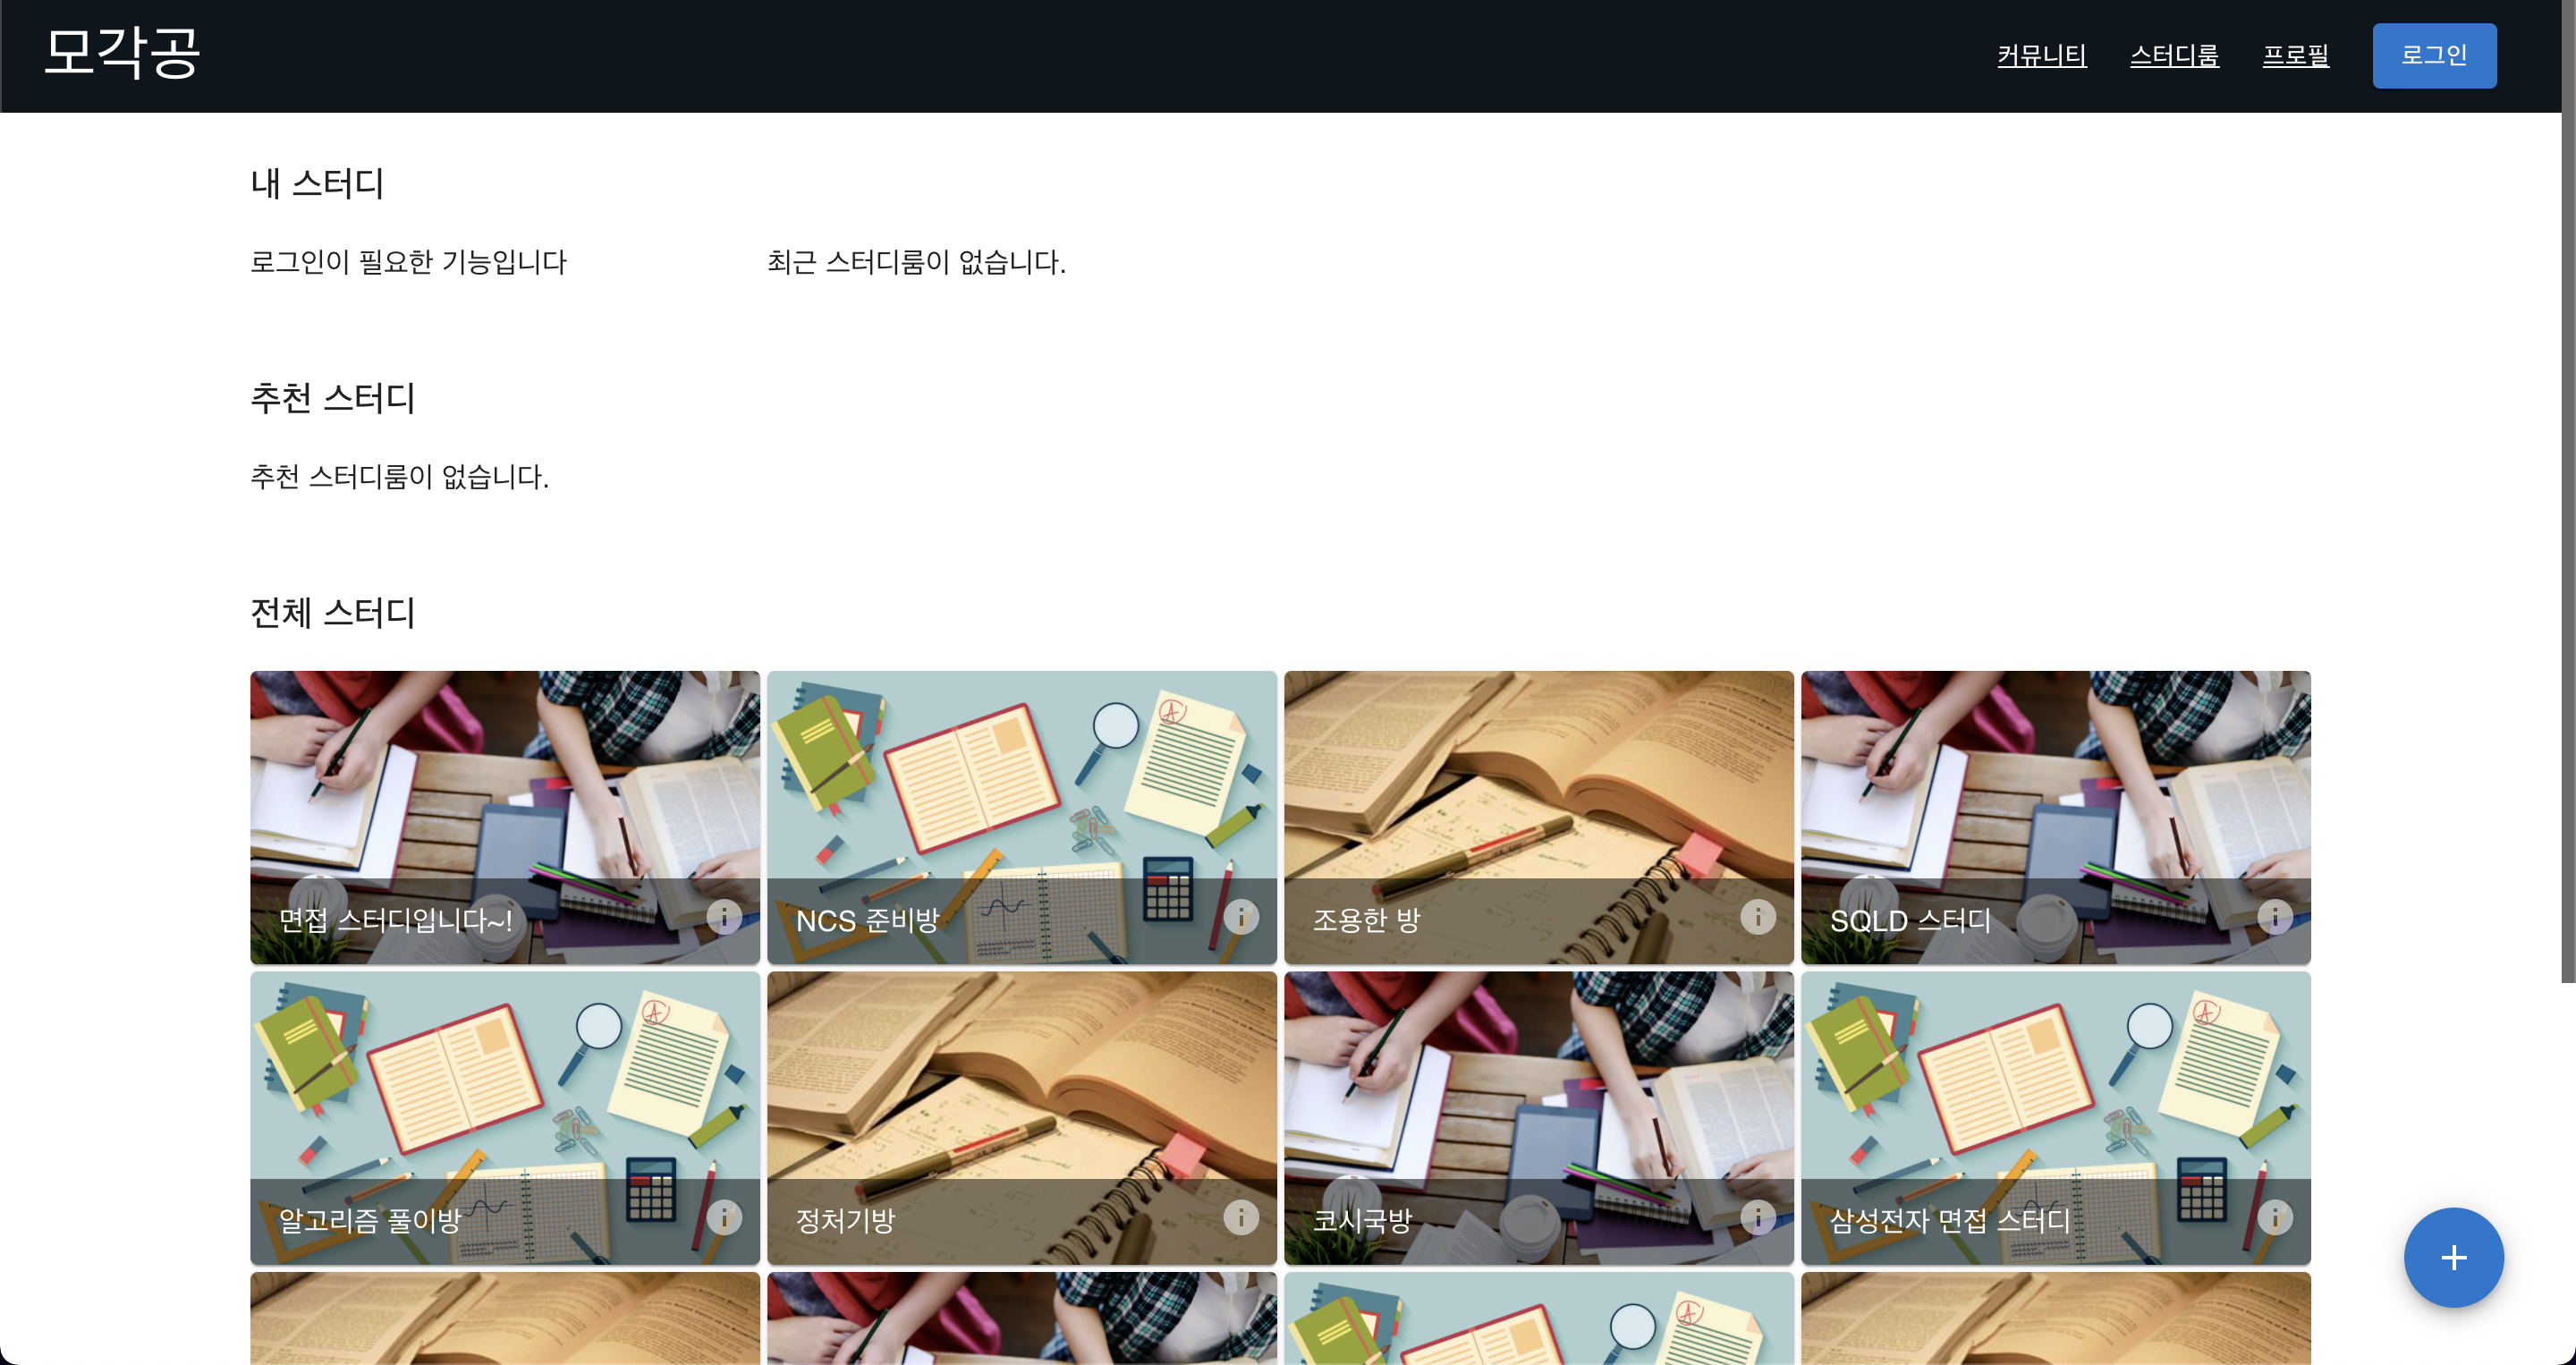 모각공
커뮤니티 스터디룸 프로필 로그인
내 스터디
로그인이 필요한 기능입니다 최근 스터디룸이 없습니다.
추천 스터디
추천 스터디룸이 없습니다.
전체 스터디
면접 스터디입니다~!
NCS 준비방
조용한 방
SQLD 스터디
알고리즘 풀이방
정처기방
코시국방
삼성전자 면접 스터디